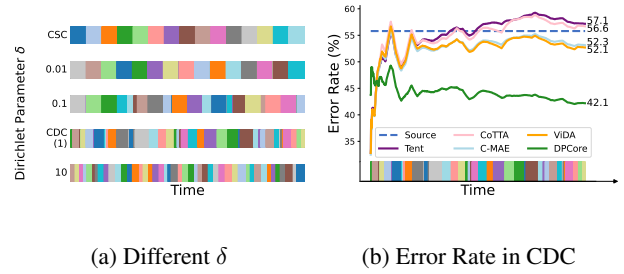 Dirichlet Parameter δ
CSC
0.01
0.1
CDC
(1)
10
Time
(a) Different δ
Error Rate (%)
60
55
50
45
40
35
57.1
56.6
52.3
52.1
42.1
Source
Tent
CoTTA
C-MAE
ViDA
DPCore
Time
(b) Error Rate in CDC